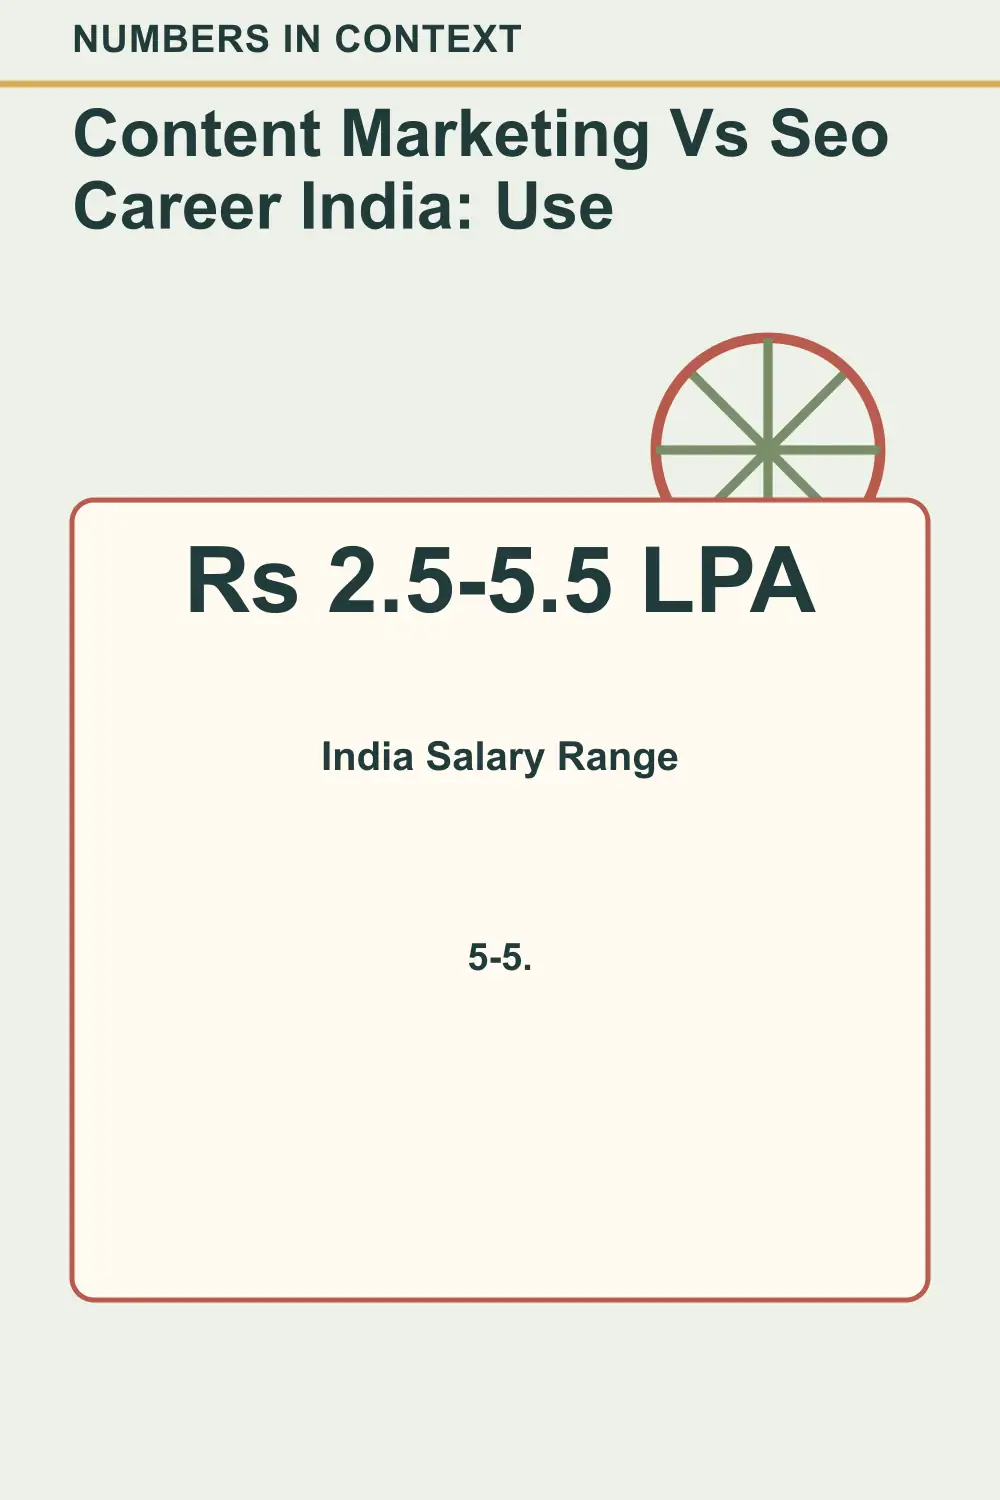 NUMBERS IN CONTEXT
Content Marketing Vs Seo
Career India: Use
Rs 2.5-5.5 LPA
India Salary Range
5-5.